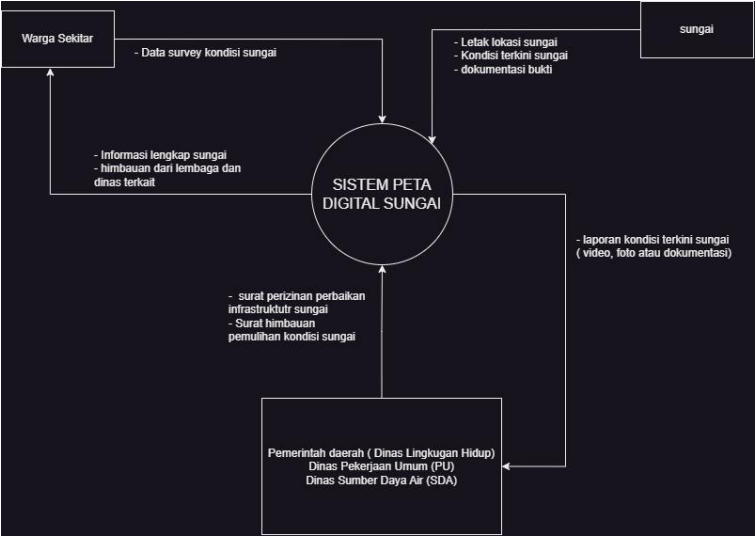 Warga Sekitar
- Data survey kondisi sungai
sungai
- Letak lokasi sungai
- Kondisi terkini sungai
- dokumentasi bukti
- Informasi lengkap sungai
- himbauan dari lembaga dan
dinas terkait
SISTEM PETA
DIGITAL SUNGAI
- laporan kondisi terkini sungai
( video, foto atau dokumentasi)
- surat perizinan perbaikan
infrastruktutr sungai
- Surat himbauan
pemulihan kondisi sungai
Pemerintah daerah ( Dinas Lingkugan Hidup)
Dinas Pekerjaan Umum (PU)
Dinas Sumber Daya Air (SDA)